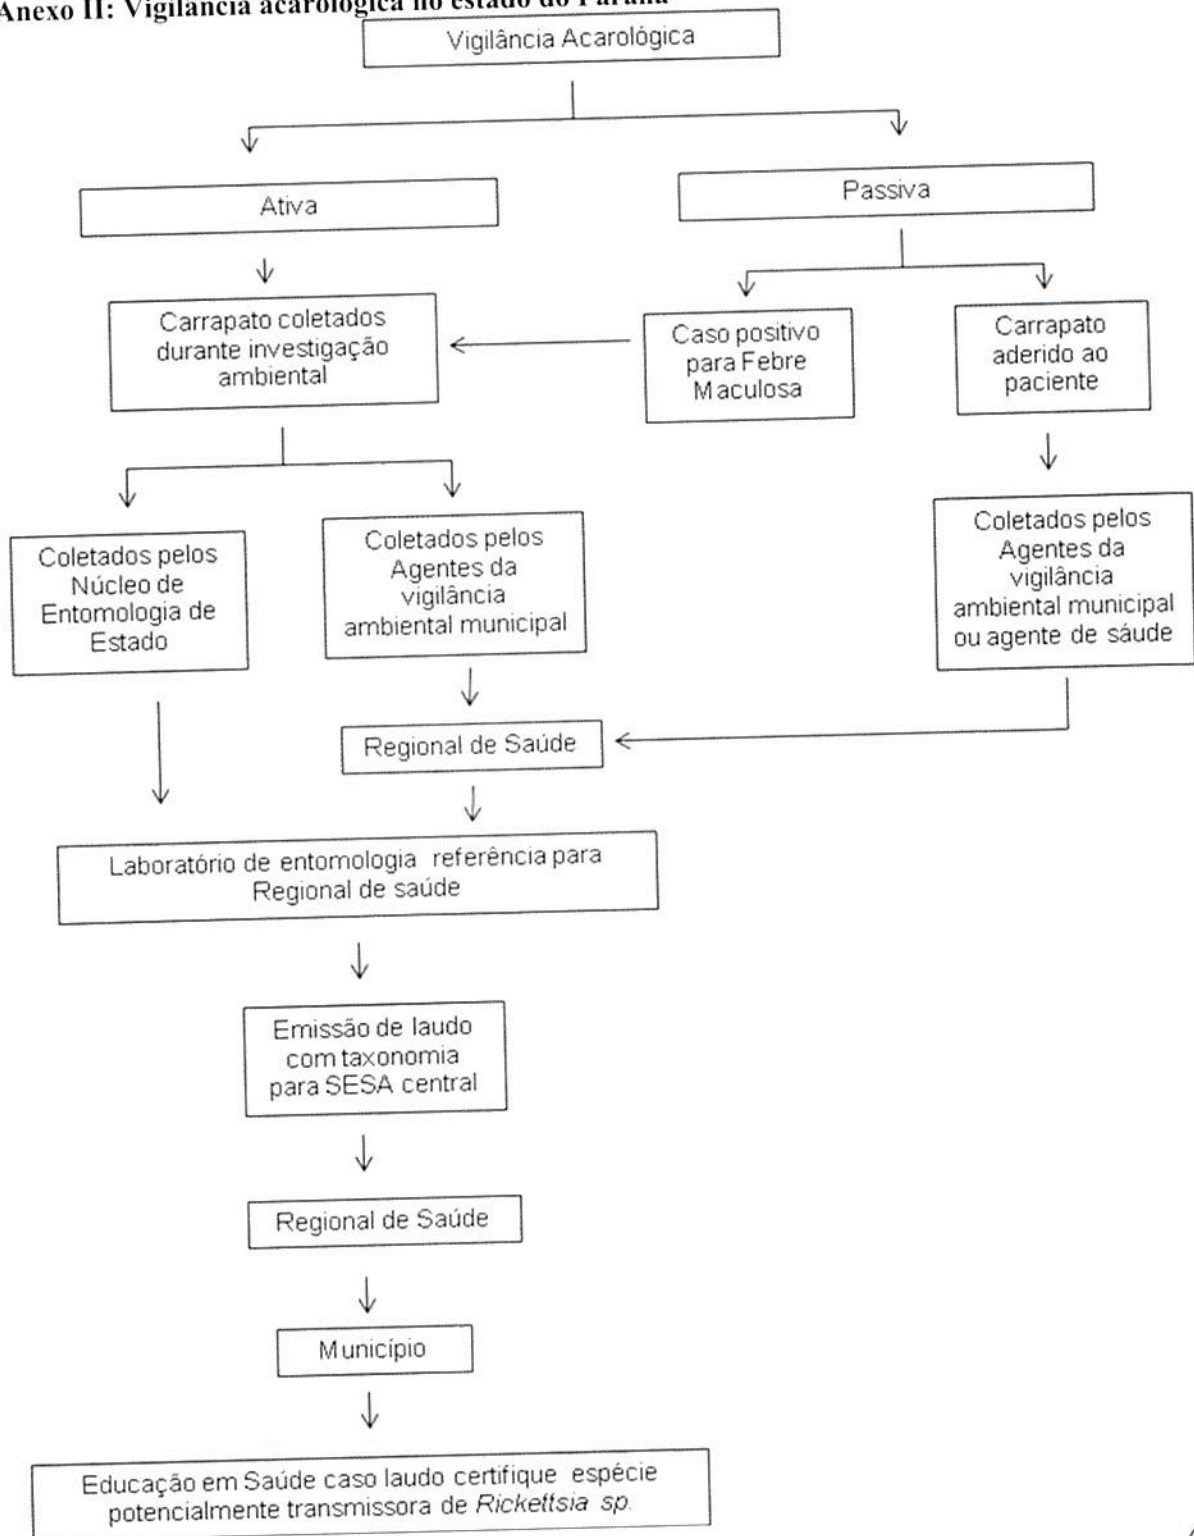 Anexo II: Vigilância acarológica no estado do Paraná
Vigilância Acarológica
Ativa
Passiva
Carrapato coletados
durante investigação
ambiental
Caso positivo
para Febre
Maculosa
Carrapato
aderido ao
paciente
Coletados pelos
Núcleo de
Entomologia de
Estado
Coletados pelos
Agentes da
vigilância
ambiental municipal
Coletados pelos
Agentes da
vigilância
ambiental municipal
ou agente de sáude
Regional de Saúde
Laboratório de entomologia referência para
Regional de saúde
Emissão de laudo
com taxonomia
para SESA central
Regional de Saúde
Município
Educação em Saúde caso laudo certifique espécie
potencialmente transmissora de Rickettsia sp.